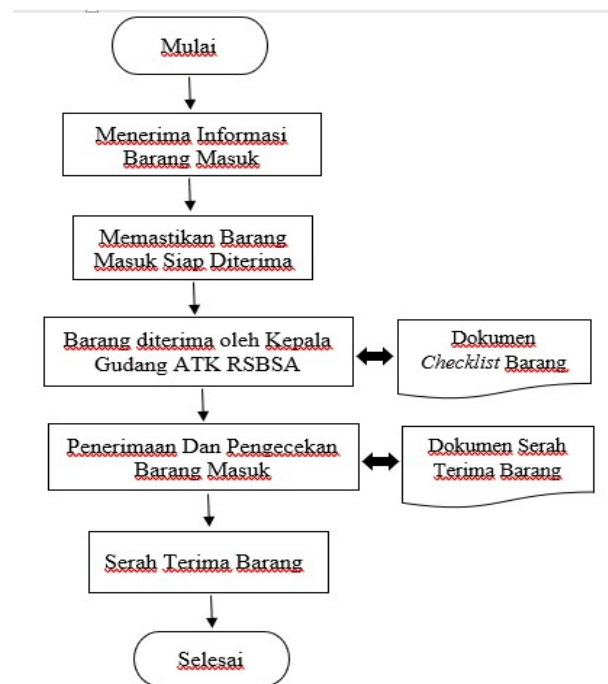 Mulai
Menerima Informasi
Barang Masuk
Memastikan Barang
Masuk Siap Diterima
Barang diterima oleh Kepala
Gudang ATK RSBSA
Dokumen
Checklist Barang
Penerimaan Dan Pengecekan
Barang Masuk
Dokumen Serah
Terima Barang
Serah Terima Barang
Selesai